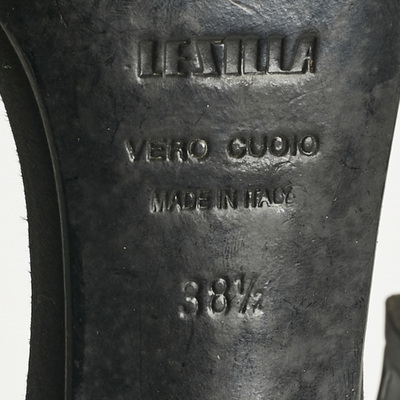 LESILLA
VERO CUOIO
MADE IN ITALY
38½